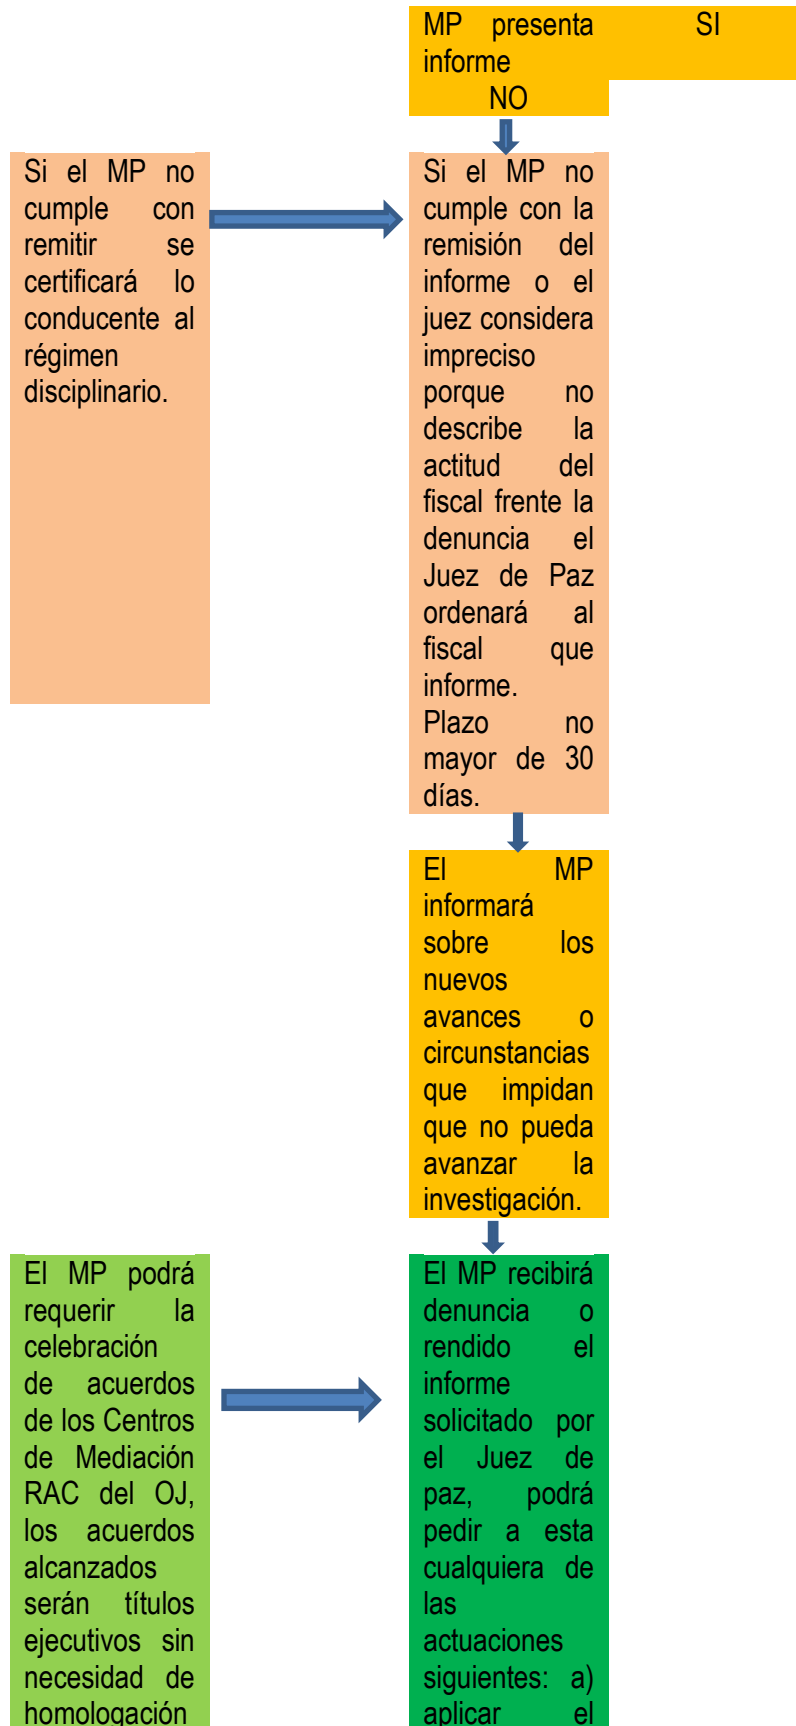 MP presenta SI
informe
NO
Si el MP no
cumple con
remitir se
certificará lo
conducente al
régimen
disciplinario.
Si el MP no
cumple con la
remisión del
informe o el
juez considera
impreciso
porque no
describe la
actitud del
fiscal frente la
denuncia el
Juez de Paz
ordenará al
fiscal que
informe.
Plazo no
mayor de 30
días.
El MP
informará
sobre los
nuevos
avances o
circunstancias
que impidan
que no pueda
avanzar la
investigación.
El MP podrá
requerir la
celebración
de acuerdos
de los Centros
de Mediación
RAC del OJ,
los acuerdos
alcanzados
serán títulos
ejecutivos sin
necesidad de
homologación
El MP recibirá
denuncia o
rendido el
informe
solicitado por
el Juez de
paz, podrá
pedir a esta
cualquiera de
las
actuaciones
siguientes: a)
aplicar el